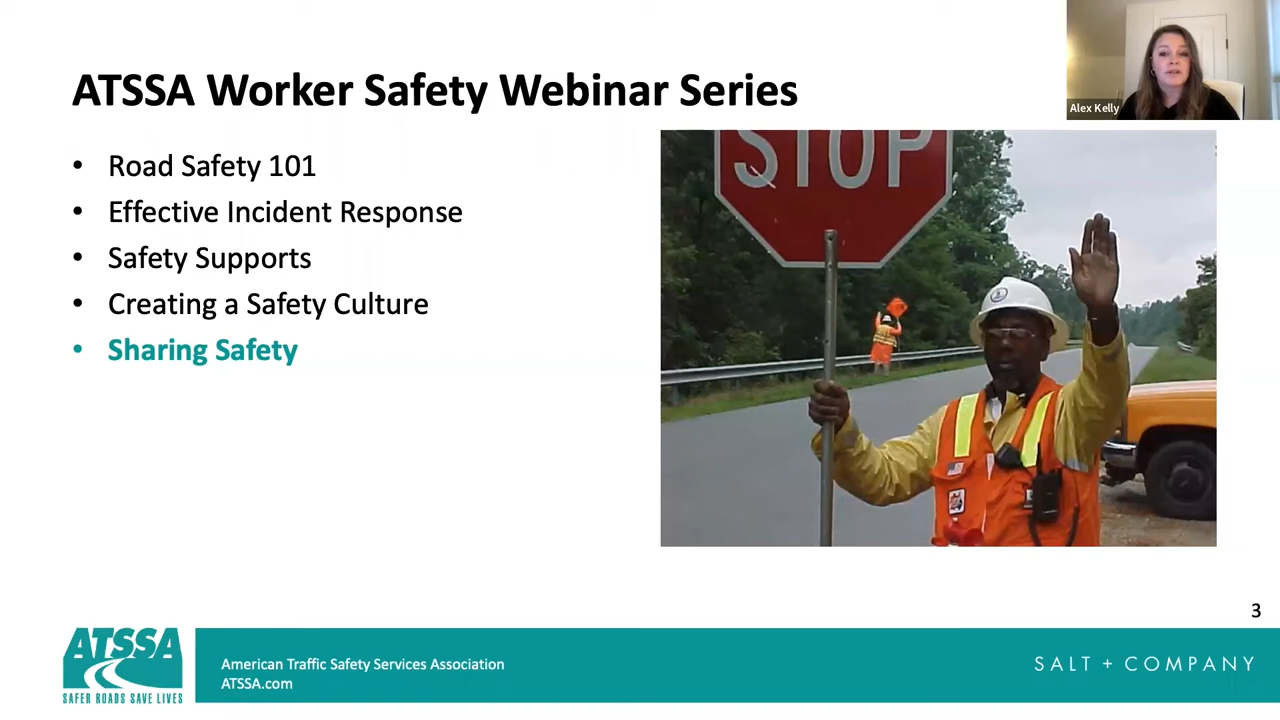 ATSSA Worker Safety Webinar Series
Alex Kelly
• Road Safety 101
• Effective Incident Response
• Safety Supports
• Creating a Safety Culture
• Sharing Safety
STOP
3
ATSSA
SAFER ROADS SAVE LIVES
American Traffic Safety Services Association
ATSSA.com
SALT + COMPANY